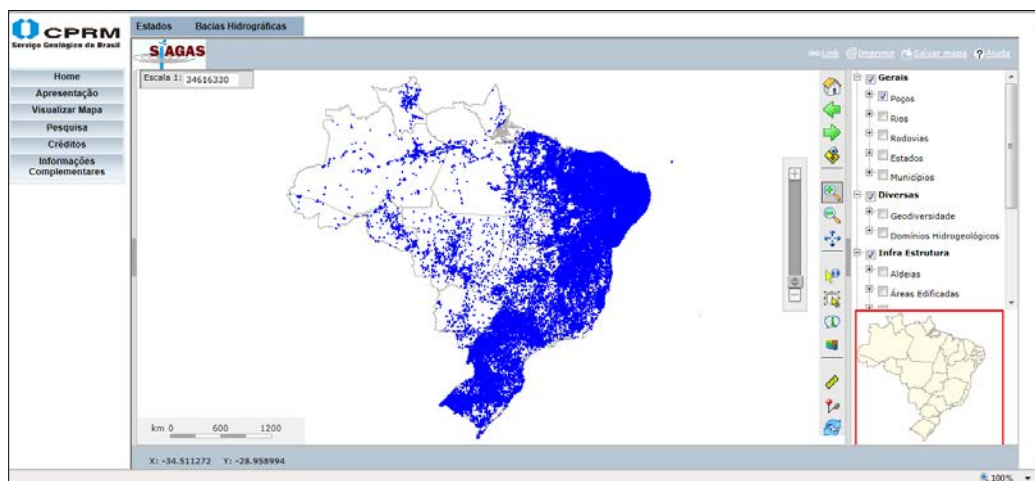 CPRM
Serviço Geológico do Brasil
Estados Bacias Hidrográficas
SIAGAS
Link Imprimir Salvar mapa Ajuda
Home
Apresentação
Visualizar Mapa
Pesquisa
Créditos
Informações
Complementares
Escala 1: 34616330
Gerais
Poços
Rios
Rodovias
Estados
Municípios
Diversas
Geodiversidade
Domínios Hidrogeológicos
Infra Estrutura
Aldeias
Áreas Edificadas
km 0 600 1200
X: -34.511272 Y: -28.958994
100%